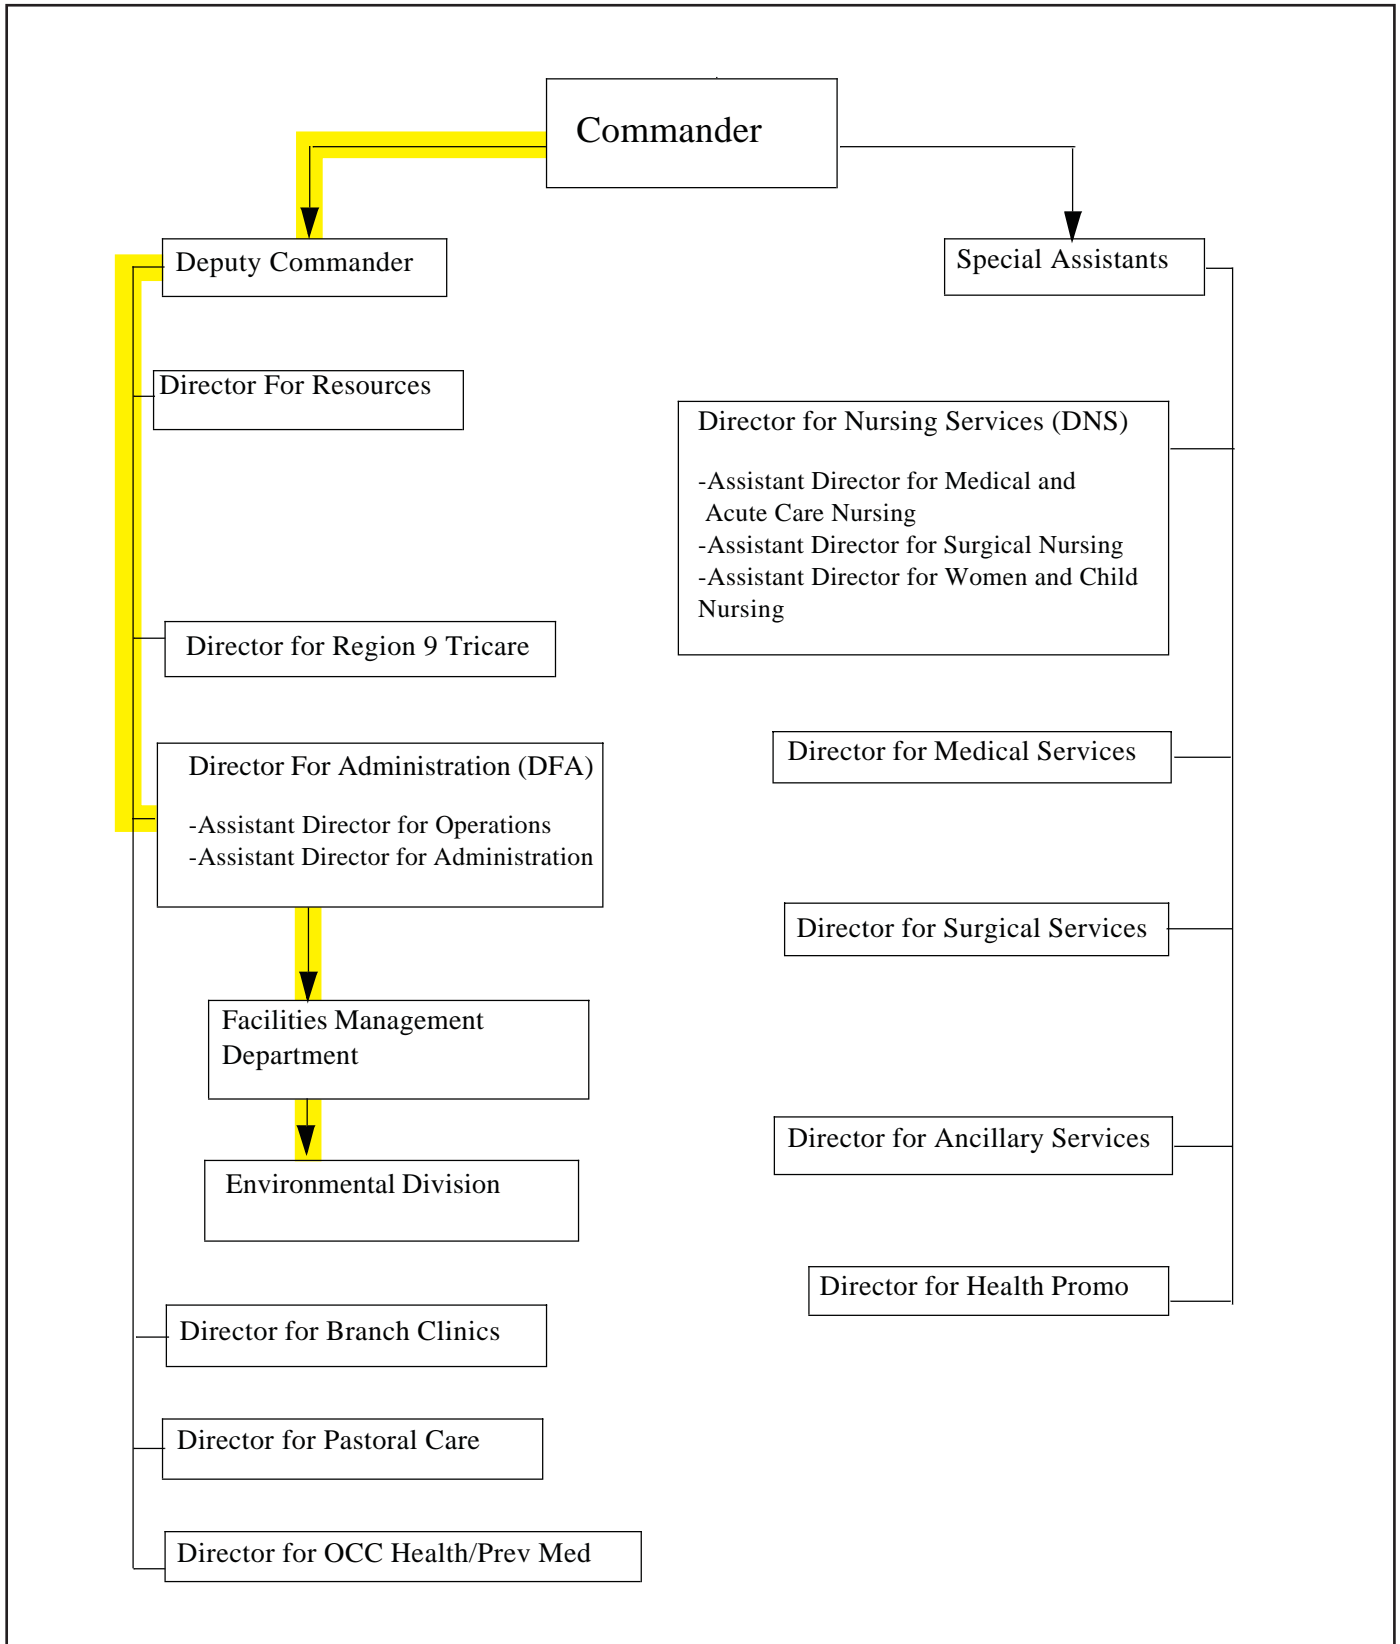 Commander
Deputy Commander
Special Assistants
Director For Resources
Director for Nursing Services (DNS)
-Assistant Director for Medical and
Acute Care Nursing
-Assistant Director for Surgical Nursing
-Assistant Director for Women and Child
Nursing
Director for Region 9 Tricare
Director For Administration (DFA)
-Assistant Director for Operations
-Assistant Director for Administration
Director for Medical Services
Director for Surgical Services
Facilities Management
Department
Environmental Division
Director for Ancillary Services
Director for Health Promo
Director for Branch Clinics
Director for Pastoral Care
Director for OCC Health/Prev Med